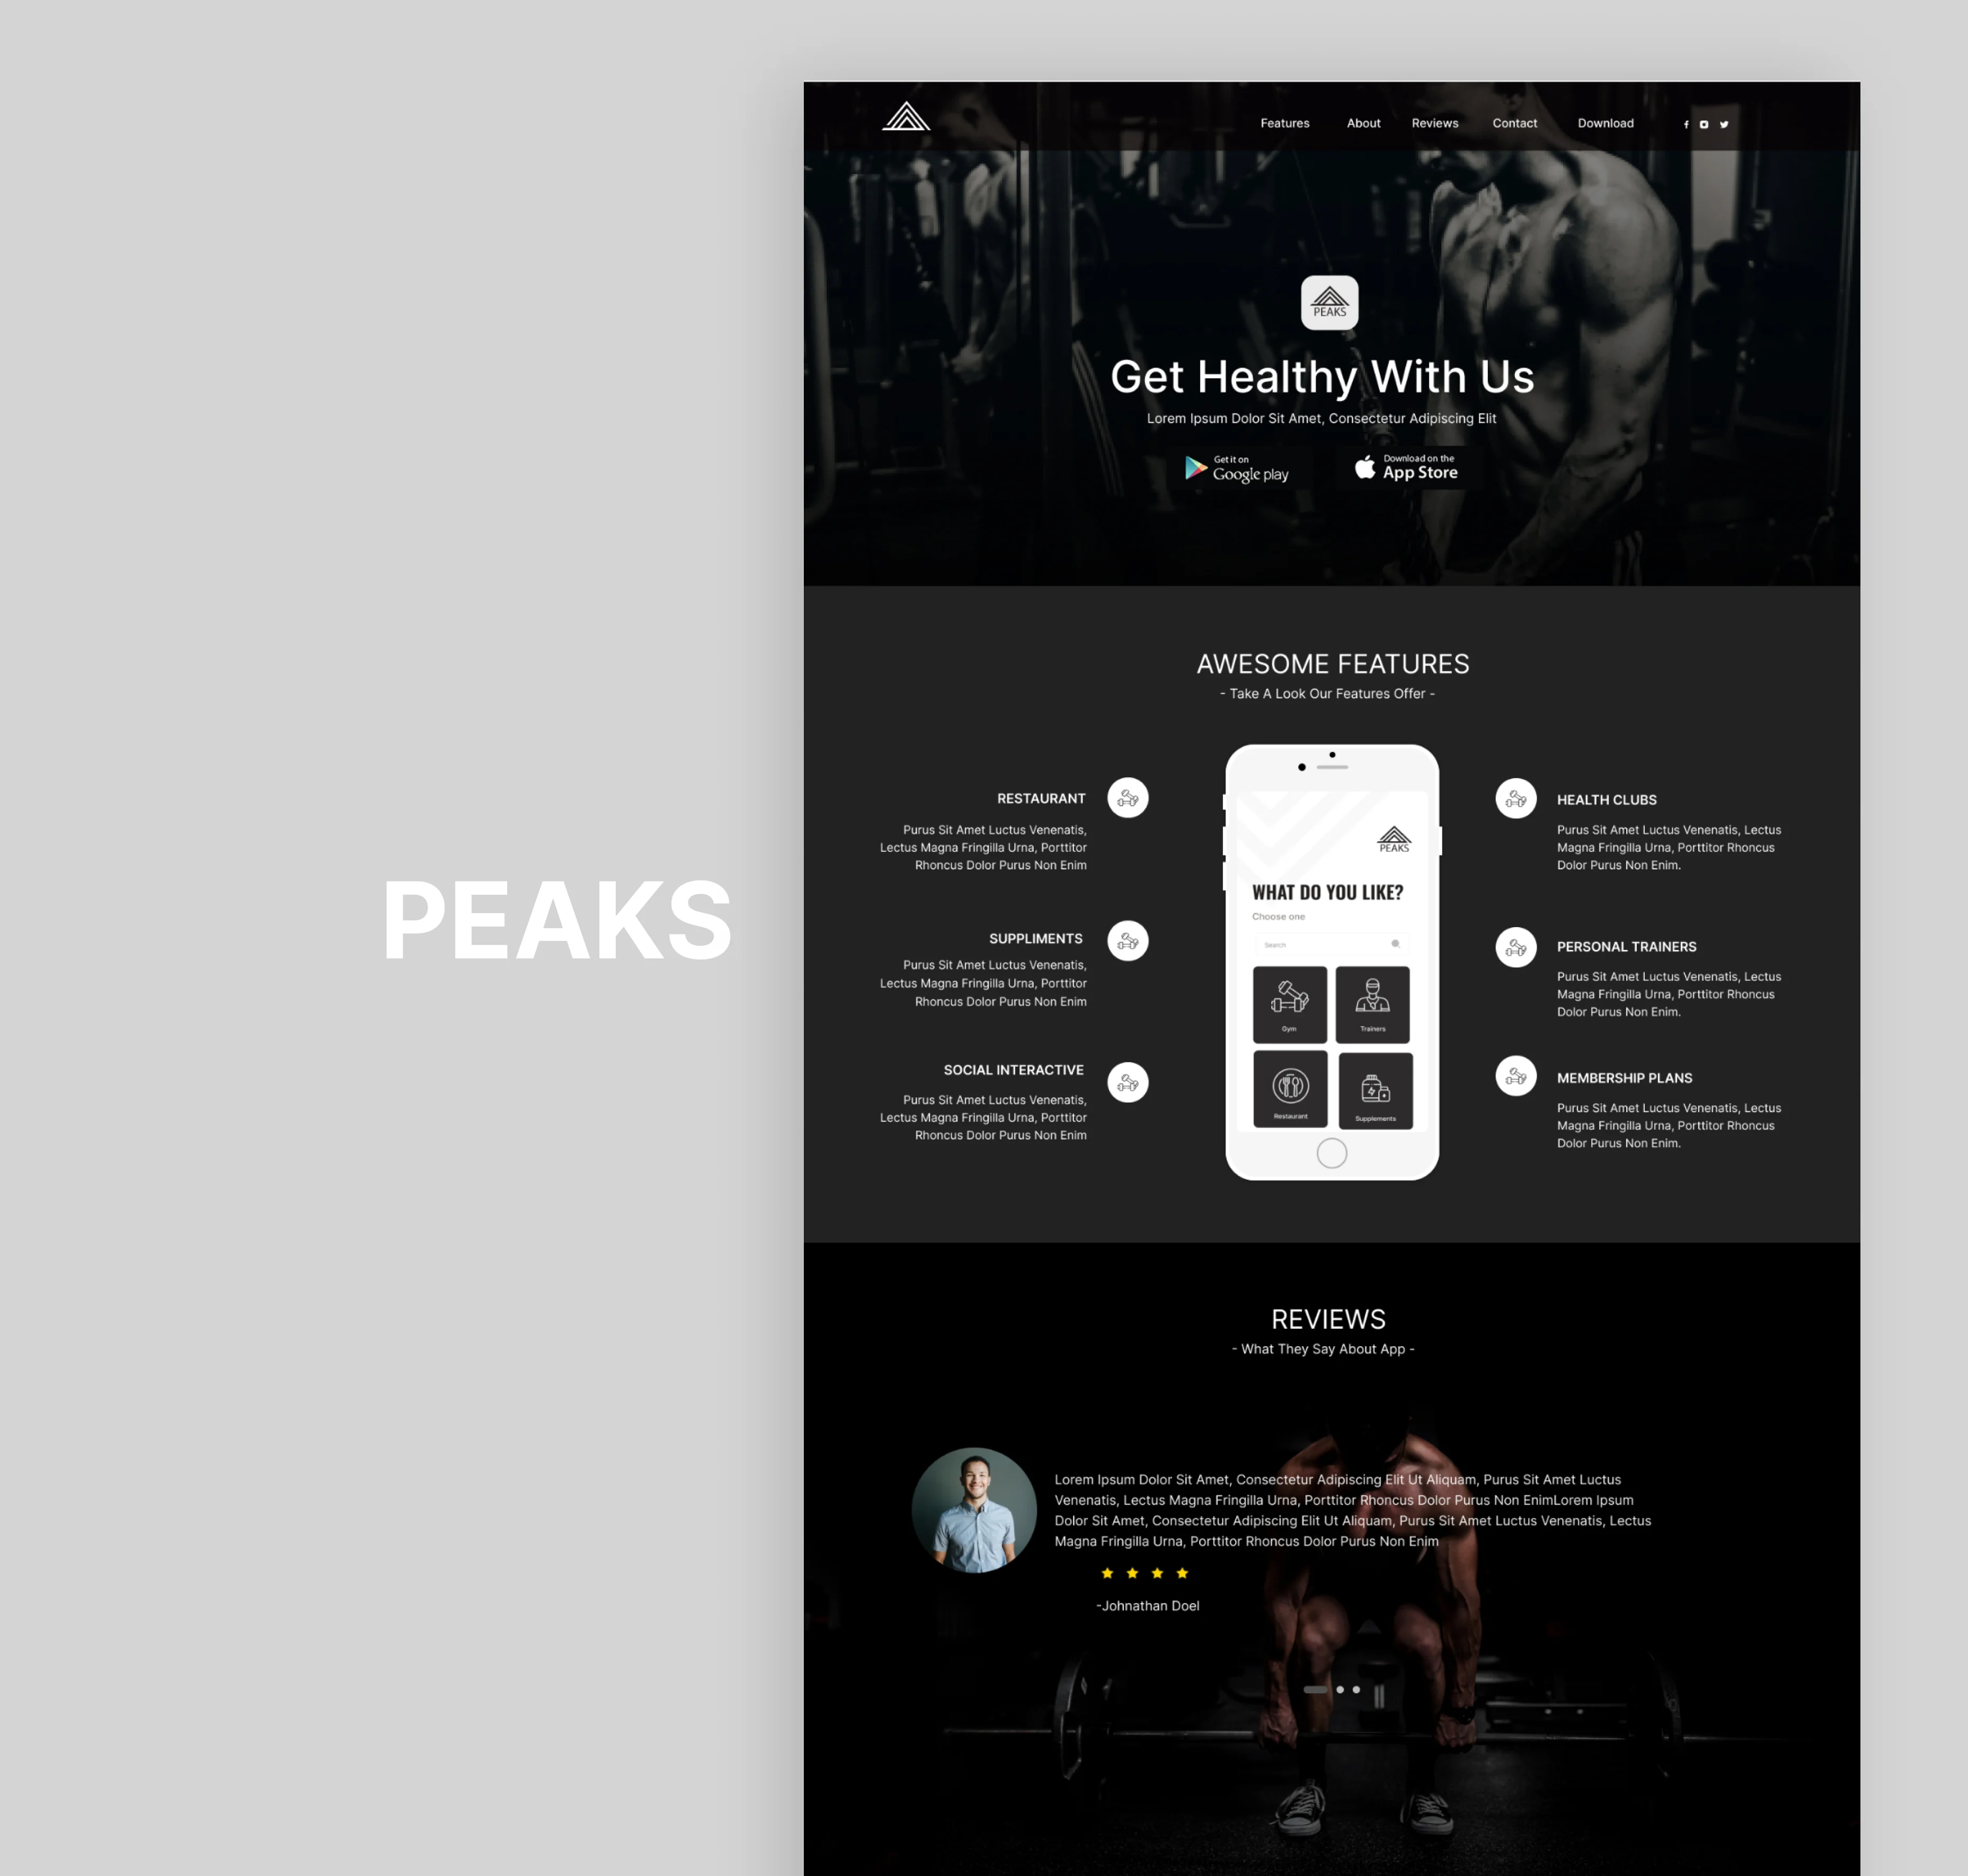 PEAKS
Features About Reviews Contact Download
PEAKS
Get Healthy With Us
Lorem Ipsum Dolor Sit Amet, Consectetur Adipiscing Elit
Get it on
Google play
Download on the
App Store
AWESOME FEATURES
- Take A Look Our Features Offer -
RESTAURANT
Purus Sit Amet Luctus Venenatis,
Lectus Magna Fringilla Urna, Porttitor
Rhoncus Dolor Purus Non Enim
SUPPLIMENTS
Purus Sit Amet Luctus Venenatis,
Lectus Magna Fringilla Urna, Porttitor
Rhoncus Dolor Purus Non Enim
SOCIAL INTERACTIVE
Purus Sit Amet Luctus Venenatis,
Lectus Magna Fringilla Urna, Porttitor
Rhoncus Dolor Purus Non Enim
PEAKS
WHAT DO YOU LIKE?
Choose one
Search
Gym
Trainers
Restaurant
Supplements
HEALTH CLUBS
Purus Sit Amet Luctus Venenatis, Lectus
Magna Fringilla Urna, Porttitor Rhoncus
Dolor Purus Non Enim.
PERSONAL TRAINERS
Purus Sit Amet Luctus Venenatis, Lectus
Magna Fringilla Urna, Porttitor Rhoncus
Dolor Purus Non Enim.
MEMBERSHIP PLANS
Purus Sit Amet Luctus Venenatis, Lectus
Magna Fringilla Urna, Porttitor Rhoncus
Dolor Purus Non Enim.
REVIEWS
- What They Say About App -
Lorem Ipsum Dolor Sit Amet, Consectetur Adipiscing Elit Ut Aliquam, Purus Sit Amet Luctus
Venenatis, Lectus Magna Fringilla Urna, Porttitor Rhoncus Dolor Purus Non EnimLorem Ipsum
Dolor Sit Amet, Consectetur Adipiscing Elit Ut Aliquam, Purus Sit Amet Luctus Venenatis, Lectus
Magna Fringilla Urna, Porttitor Rhoncus Dolor Purus Non Enim
-Johnathan Doel